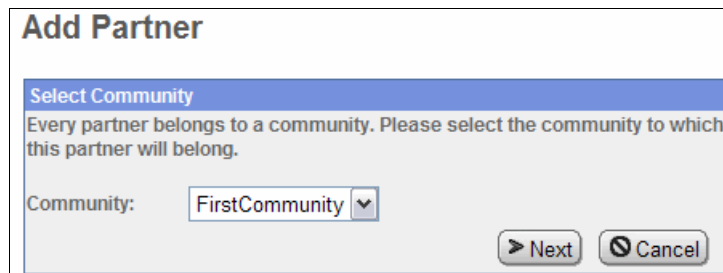 Add Partner
Select Community
Every partner belongs to a community. Please select the community to which
this partner will belong.
Community: FirstCommunity
Next Cancel